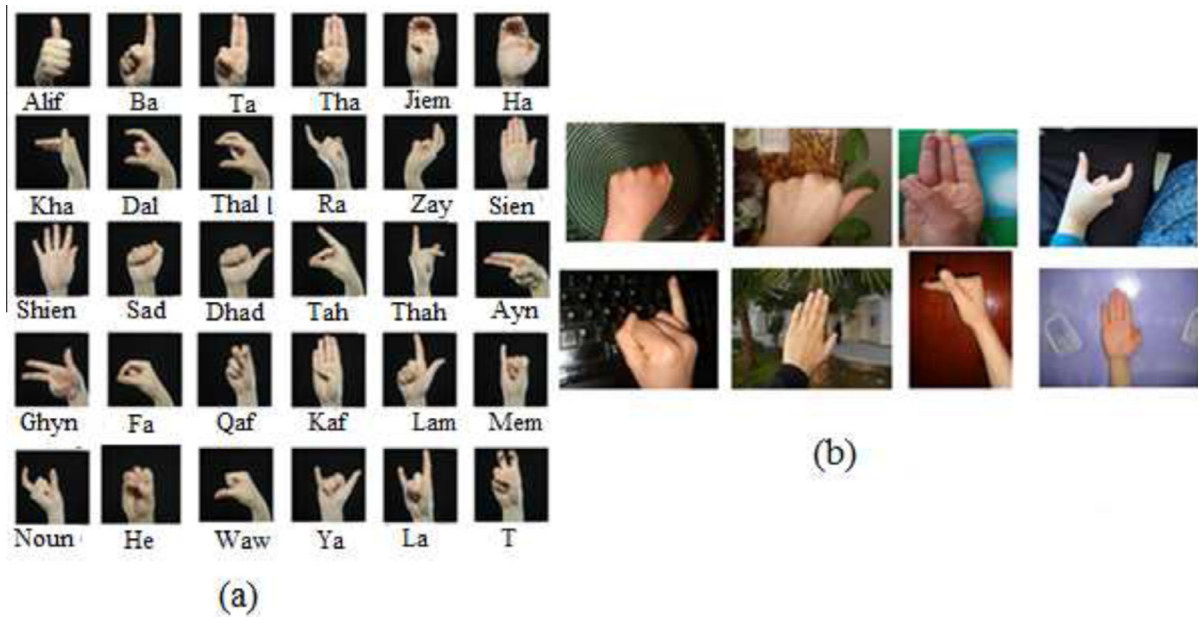 Alif Ba Ta Tha Jiem Ha
Kha Dal Thal Ra Zay Sien
Shien Sad Dhad Tah Thah Ayn
Ghyn Fa Qaf Kaf Lam Mem
Noun He Waw Ya La T
(a)
(b)